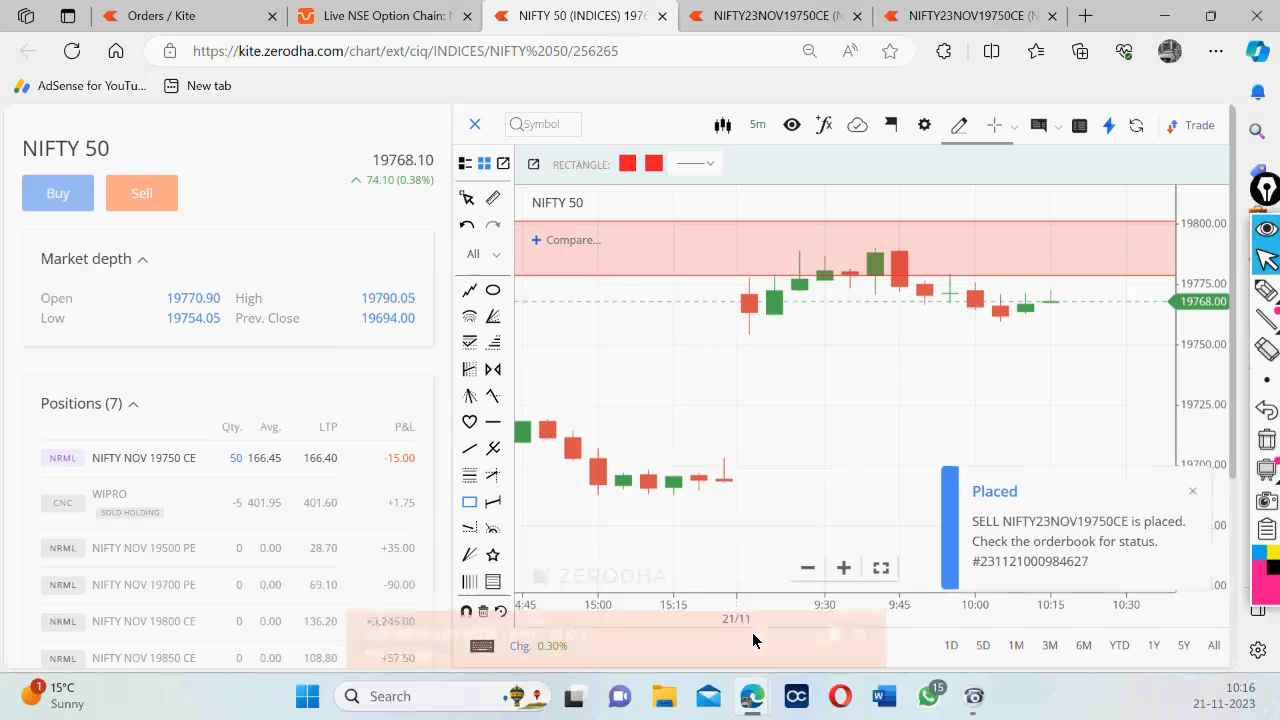 Orders / Kite
Live NSE Option Chain: N
NIFTY 50 (INDICES) 1976
NIFTY23NOV19750CE (N
NIFTY23NOV19750CE (N
https://kite.zerodha.com/chart/ext/ciq/INDICES/NIFTY%2050/256265
AdSense for YouTu...
New tab
NIFTY 50
19768.10
74.10 (0.38%)
Buy
Sell
Market depth
Open 19770.90 High 19790.05
Low 19754.05 Prev. Close 19694.00
Positions (7)
Qty. Avg. LTP P&L
NRML NIFTY NOV 19750 CE 50 166.45 166.40 -15.00
CNC WIPRO -5 401.95 401.60 +1.75
SOLD HOLDING
NRML NIFTY NOV 19500 PE 0 0.00 28.70 +35.00
NRML NIFTY NOV 19700 PE 0 0.00 69.10 -90.00
NRML NIFTY NOV 19800 CE 0 0.00 136.20 +3,245.00
NRML NIFTY NOV 19850 CE 0 0.00 108.80 +57.50
Symbol
5m
Trade
RECTANGLE:
All
NIFTY 50
Compare...
19800.00
19775.00
19768.00
19750.00
19725.00
19700.00
.00
.00
Placed
SELL NIFTY23NOV19750CE is placed.
Check the orderbook for status.
#231121000984627
ZERODHA
4:45 15:00 15:15 9:30 9:45 10:00 10:15 10:30
21/11
Chg. 0.30%
1D 5D 1M 3M 6M YTD 1Y 5Y All
1
15°C
Sunny
Search
OC
15
10:16
21-11-2023